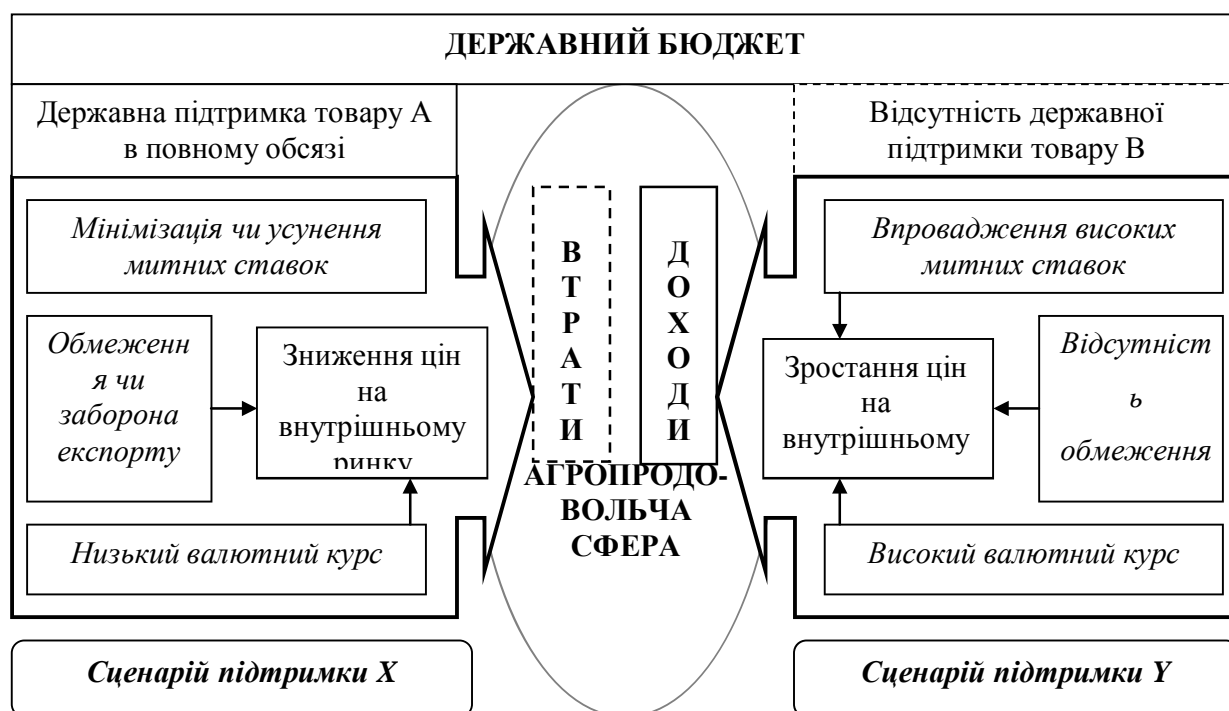 ДЕРЖАВНИЙ БЮДЖЕТ
Державна підтримка товару А
в повному обсязі
Відсутність державної
підтримки товару В
Мінімізація чи усунення
митних ставок
Обмеженн
я чи
заборона
експорту
Зниження цін
на
внутрішньому
ринку
Низький валютний курс
В
Т
Р
А
Т
И
Д
О
Х
О
Д
И
АГРОПРОДО-
ВОЛЬЧА
СФЕРА
Впровадження високих
митних ставок
Зростання цін
на
внутрішньому
Відсутніст
ь
обмеження
Високий валютний курс
Сценарій підтримки X
Сценарій підтримки Y